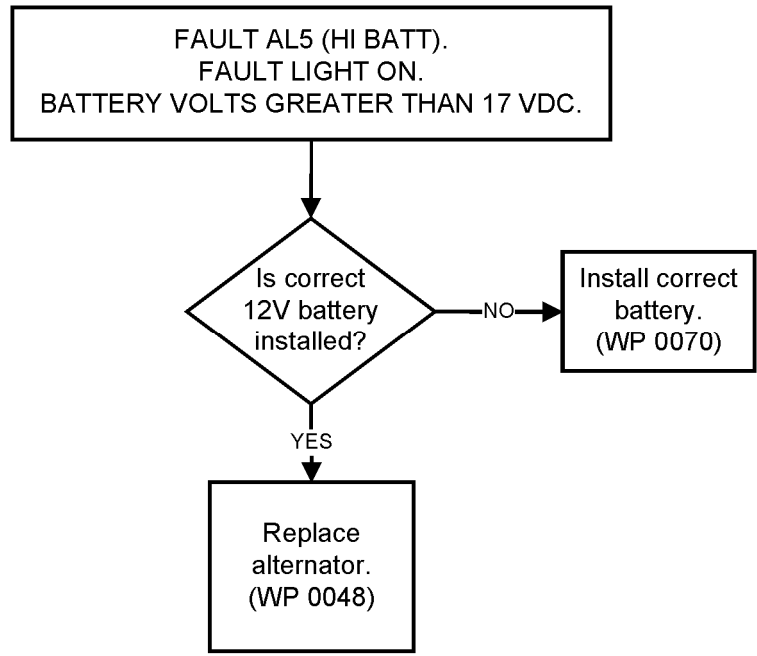 FAULT AL5 (HI BATT).
FAULT LIGHT ON.
BATTERY VOLTS GREATER THAN 17 VDC.
Is correct
12V battery
installed?
NO
Install correct
battery.
(WP 0070)
YES
Replace
alternator.
(WP 0048)